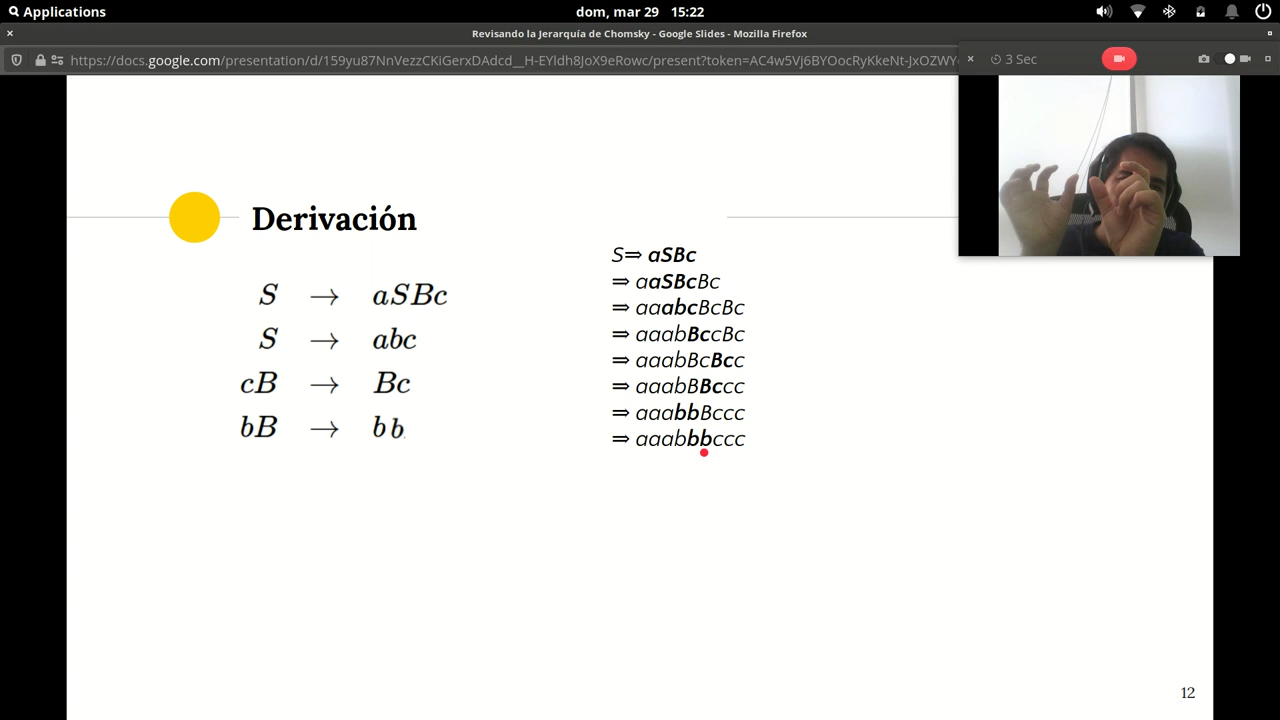 Applications
dom, mar 29 15:22
Revisando la Jerarquía de Chomsky - Google Slides - Mozilla Firefox
https://docs.google.com/presentation/d/159yu87NnVezzCKiGerxDAdcd__H-EYldh8JoX9eRowc/present?token=AC4w5Vj6BYOocRyKkeNt-JxOZWY
3 Sec
Derivación
S → aSBc
S → abc
cB → Bc
bB → bb
S⇒ aSBc
⇒ aaSBcBc
⇒ aaabcBcBc
⇒ aaabBccBc
⇒ aaabBcBcc
⇒ aaabBBccc
⇒ aaabbBccc
⇒ aaabbbccc
12